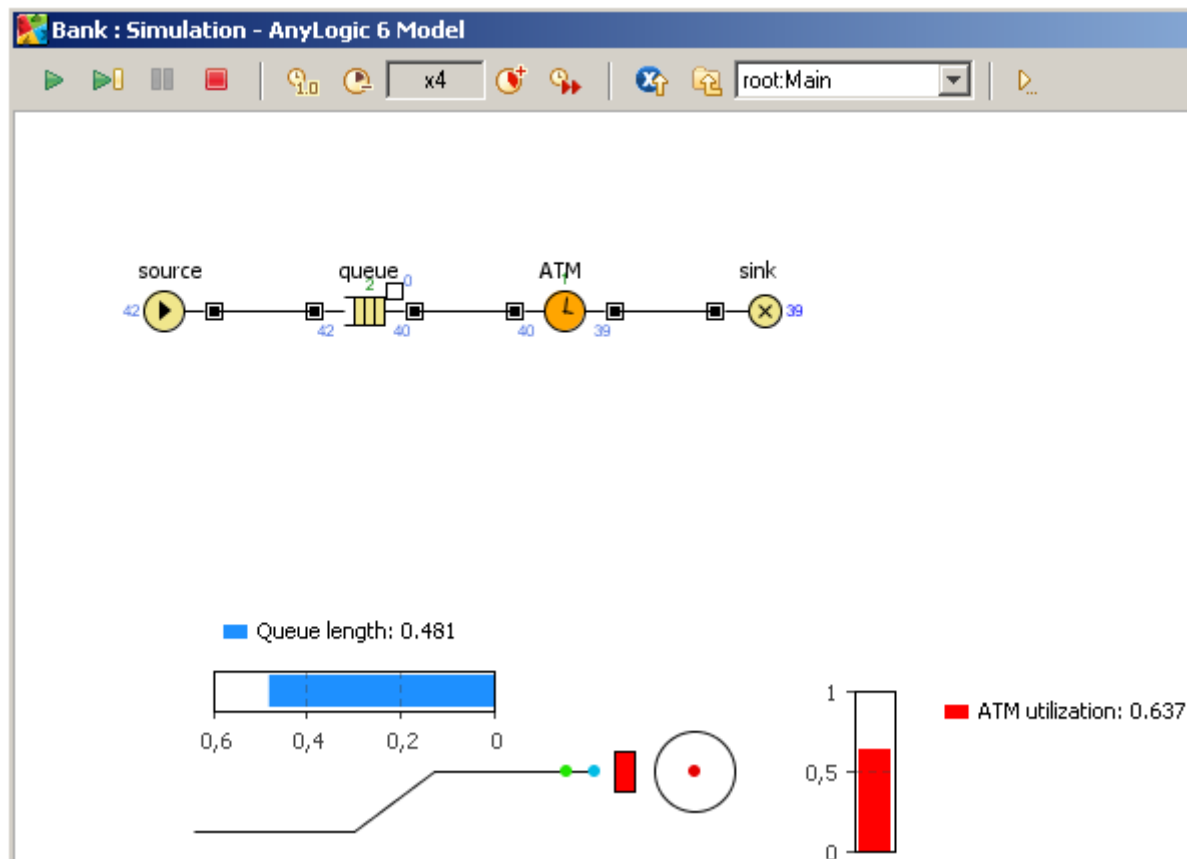 Bank : Simulation - AnyLogic 6 Model
1.0 x4 root:Main
source queue ATM sink
2 0 1
42 39
42 40 40 39
Queue length: 0.481
0,6 0,4 0,2 0
1
ATM utilization: 0.637
0,5
0